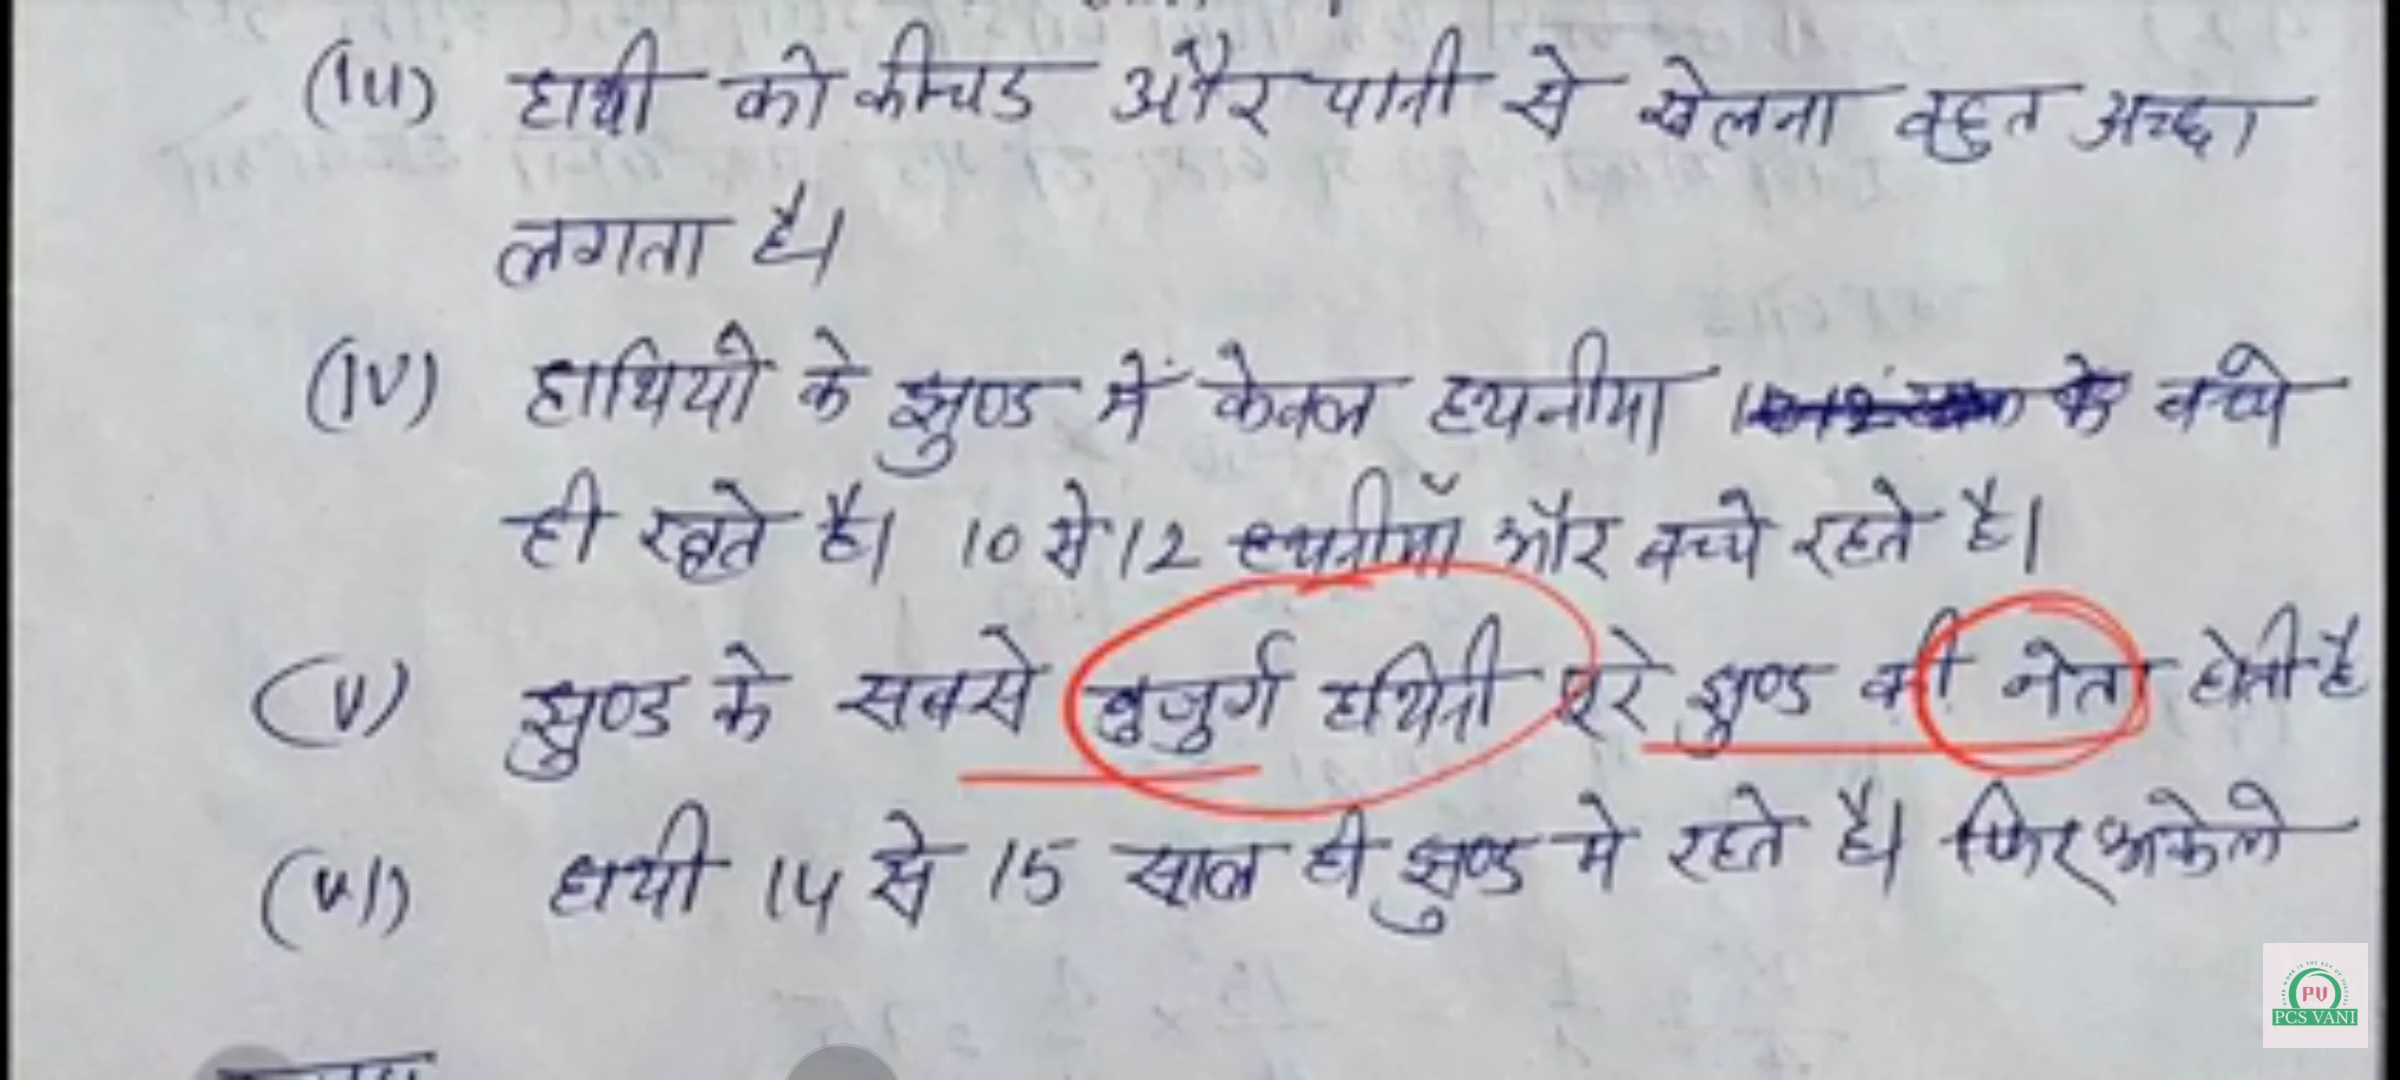 (iii) हाथी को कीचड और पानी से खेलना बहुत अच्छा
लगता है।
(iv) हाथियो के झुण्ड में केवल हथनीया बच्चे
ही रहते है। 10 से 12 हथनीयाँ और बच्चे रहते है।
(v) झुण्ड के सबसे बुजुर्ग हथिनी पूरे झुण्ड की नेता होती है
(vi) हाथी 14 से 15 साल ही झुण्ड मे रहते है। फिर अकेले
PV
PCS VANI